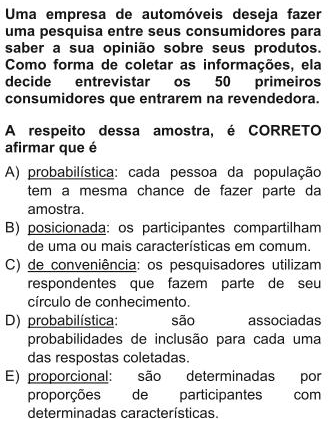 Uma empresa de automóveis deseja fazer
uma pesquisa entre seus consumidores para
saber a sua opinião sobre seus produtos.
Como forma de coletar as informações, ela
decide entrevistar os 50 primeiros
consumidores que entrarem na revendedora.
A respeito dessa amostra, é CORRETO
afirmar que é
A) probabilística: cada pessoa da população
tem a mesma chance de fazer parte da
amostra.
B) posicionada: os participantes compartilham
de uma ou mais características em comum.
C) de conveniência: os pesquisadores utilizam
respondentes que fazem parte de seu
círculo de conhecimento.
D) probabilística: são associadas
probabilidades de inclusão para cada uma
das respostas coletadas.
E) proporcional: são determinadas por
proporções de participantes com
determinadas características.